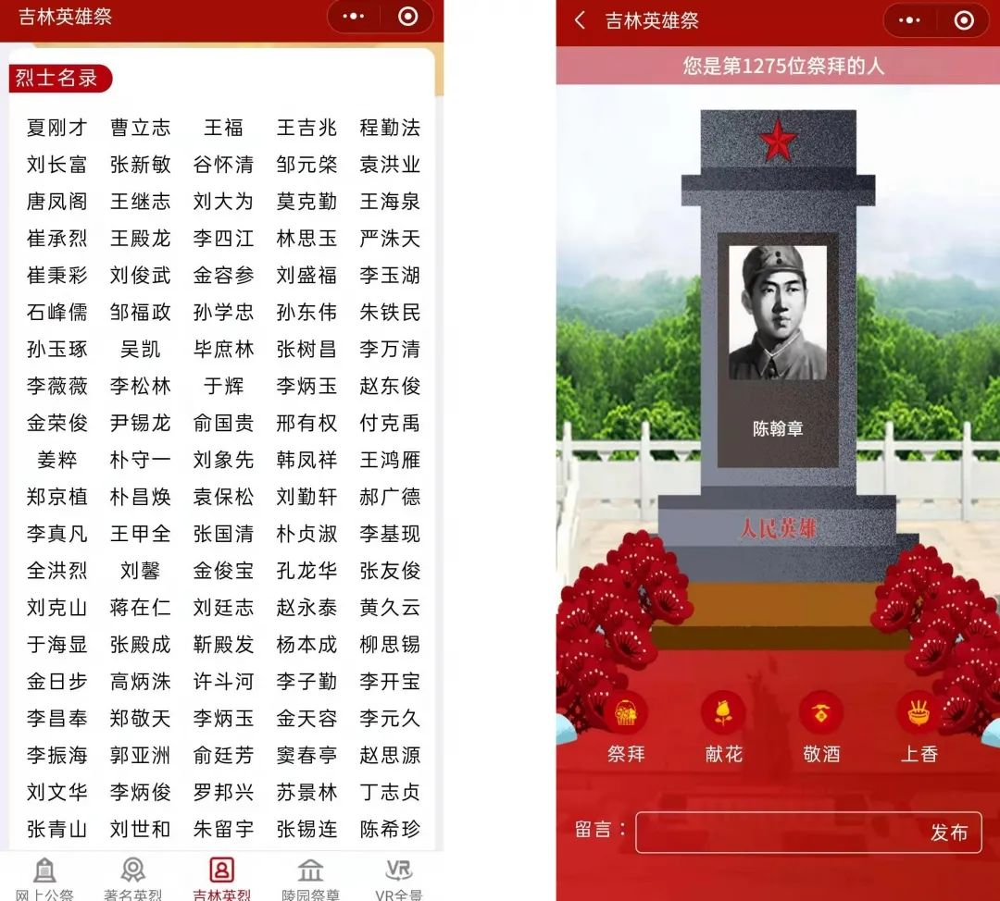 吉林英雄祭
烈士名录
夏刚才 曹立志 王福 王吉兆 程勤法
刘长富 张新敏 谷怀清 邹元棨 袁洪业
唐凤阁 王继志 刘大为 莫克勤 王海泉
崔承烈 王殿龙 李四江 林思玉 严洙天
崔秉彩 刘俊武 金容参 刘盛福 李玉湖
石峰儒 邹福政 孙学忠 孙东伟 朱铁民
孙玉琢 吴凯 毕庶林 张树昌 李万清
李薇薇 李松林 于辉 李炳玉 赵东俊
金荣俊 尹锡龙 俞国贵 邢有权 付克禹
姜粹 朴守一 刘象先 韩凤祥 王鸿雁
郑京植 朴昌焕 袁保松 刘勤轩 郝广德
李真凡 王甲全 张国清 朴贞淑 李基现
全洪烈 刘馨 金俊宝 孔龙华 张友俊
刘克山 蒋在仁 刘廷志 赵永泰 黄久云
于海显 张殿成 靳殿发 杨本成 柳思锡
金日步 高炳洙 许斗河 李子勤 李开宝
李昌奉 郑敬天 李炳玉 金天容 李元久
李振海 郭亚洲 俞廷芳 窦春亭 赵思源
刘文华 李炳俊 罗邦兴 苏景林 丁志贞
张青山 刘世和 朱留宇 张锡连 陈希珍
网上公祭 著名英烈 吉林英烈 陵园祭奠 VR全景
吉林英雄祭
您是第1275位祭拜的人
陈翰章
人民英雄
祭拜 献花 敬酒 上香
留言： 发布